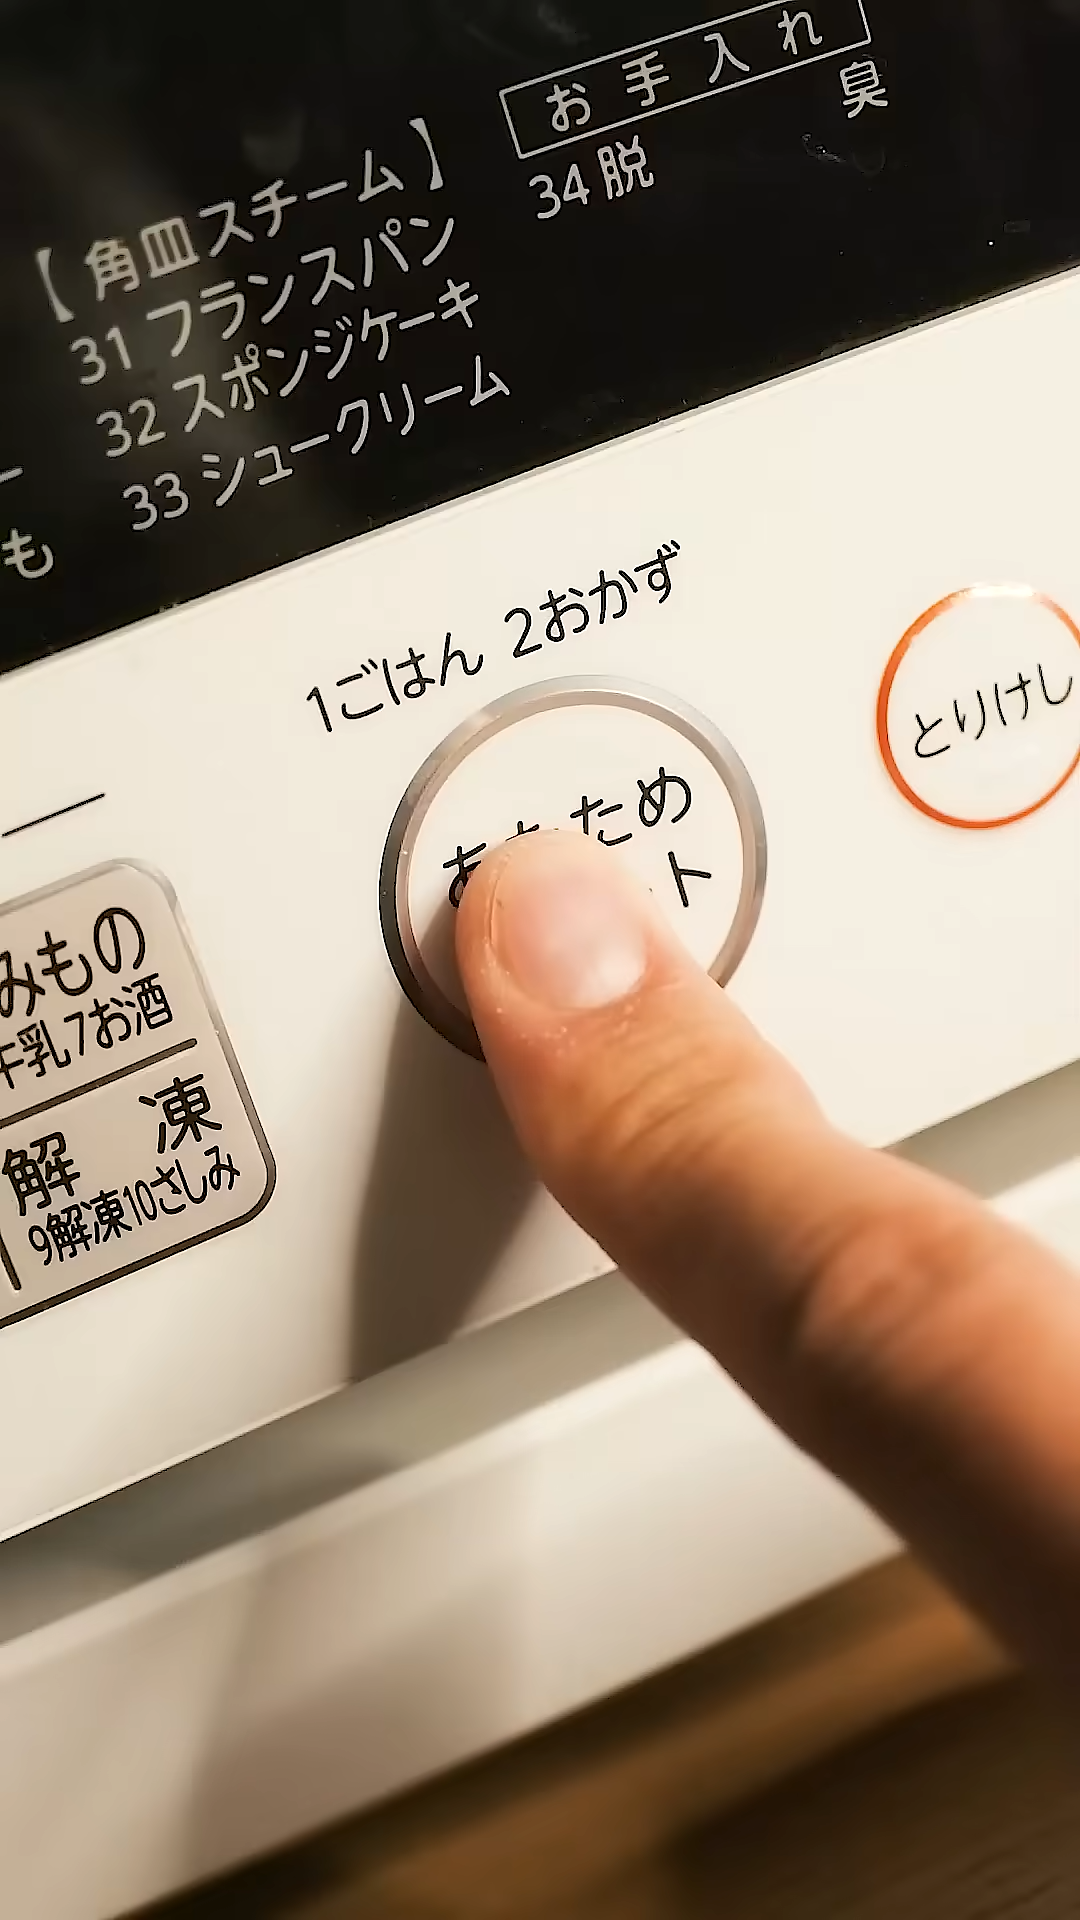 お手入れ
34 脱 臭
【角皿スチーム】
31 フランスパン
32 スポンジケーキ
33 シュークリーム
も
1ごはん 2おかず
ため
ト
とりけし
みもの
牛乳 7お酒
解 凍
9解凍 10さしみ